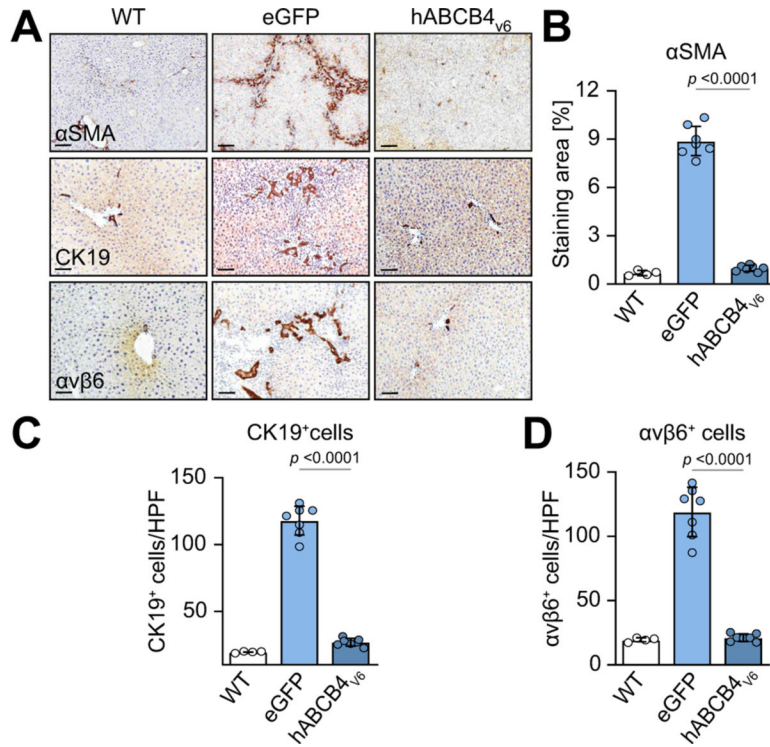 A
WT
eGFP
hABCB4v6
αSMA
CK19
αvβ6
B
αSMA
p <0.0001
Staining area [%]
12
9
6
3
0
WT
eGFP
hABCB4v6
C
CK19⁺cells
p <0.0001
CK19⁺ cells/HPF
150
100
50
WT
eGFP
hABCB4v6
D
αvβ6⁺ cells
p <0.0001
αvβ6⁺ cells/HPF
150
100
50
0
WT
eGFP
hABCB4v6